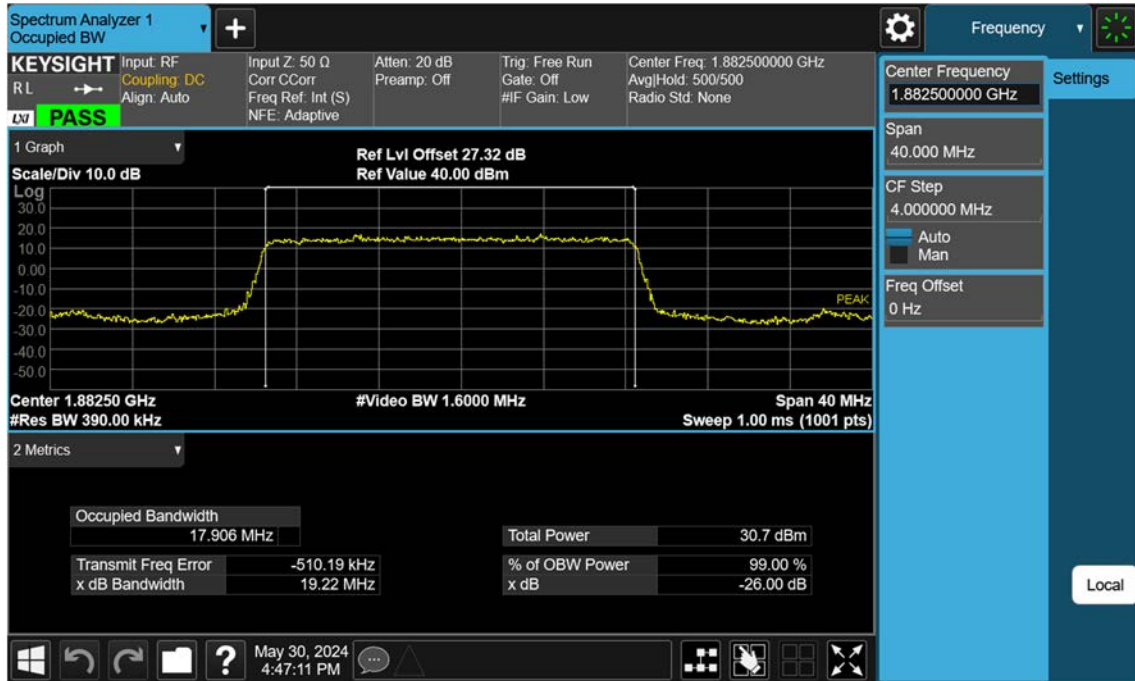 Spectrum Analyzer 1
Occupied BW
+
Frequency
KEYSIGHT
R L
LXI PASS
Input: RF
Coupling: DC
Align: Auto
Input Z: 50 Ω
Corr CCorr
Freq Ref: Int (S)
NFE: Adaptive
Atten: 20 dB
Preamp: Off
Trig: Free Run
Gate: Off
#IF Gain: Low
Center Freq: 1.882500000 GHz
Avg|Hold: 500/500
Radio Std: None
Center Frequency
1.882500000 GHz
Settings
Span
40.000 MHz
CF Step
4.000000 MHz
Auto
Man
Freq Offset
0 Hz
Local
1 Graph
Scale/Div 10.0 dB
Ref Lvl Offset 27.32 dB
Ref Value 40.00 dBm
Log
30.0
20.0
10.0
0.00
-10.0
-20.0
-30.0
-40.0
-50.0
PEAK
Center 1.88250 GHz
#Video BW 1.6000 MHz
Span 40 MHz
#Res BW 390.00 kHz
Sweep 1.00 ms (1001 pts)
2 Metrics
Occupied Bandwidth
17.906 MHz
Total Power 30.7 dBm
Transmit Freq Error -510.19 kHz
% of OBW Power 99.00 %
x dB Bandwidth 19.22 MHz
x dB -26.00 dB
?
May 30, 2024
4:47:11 PM